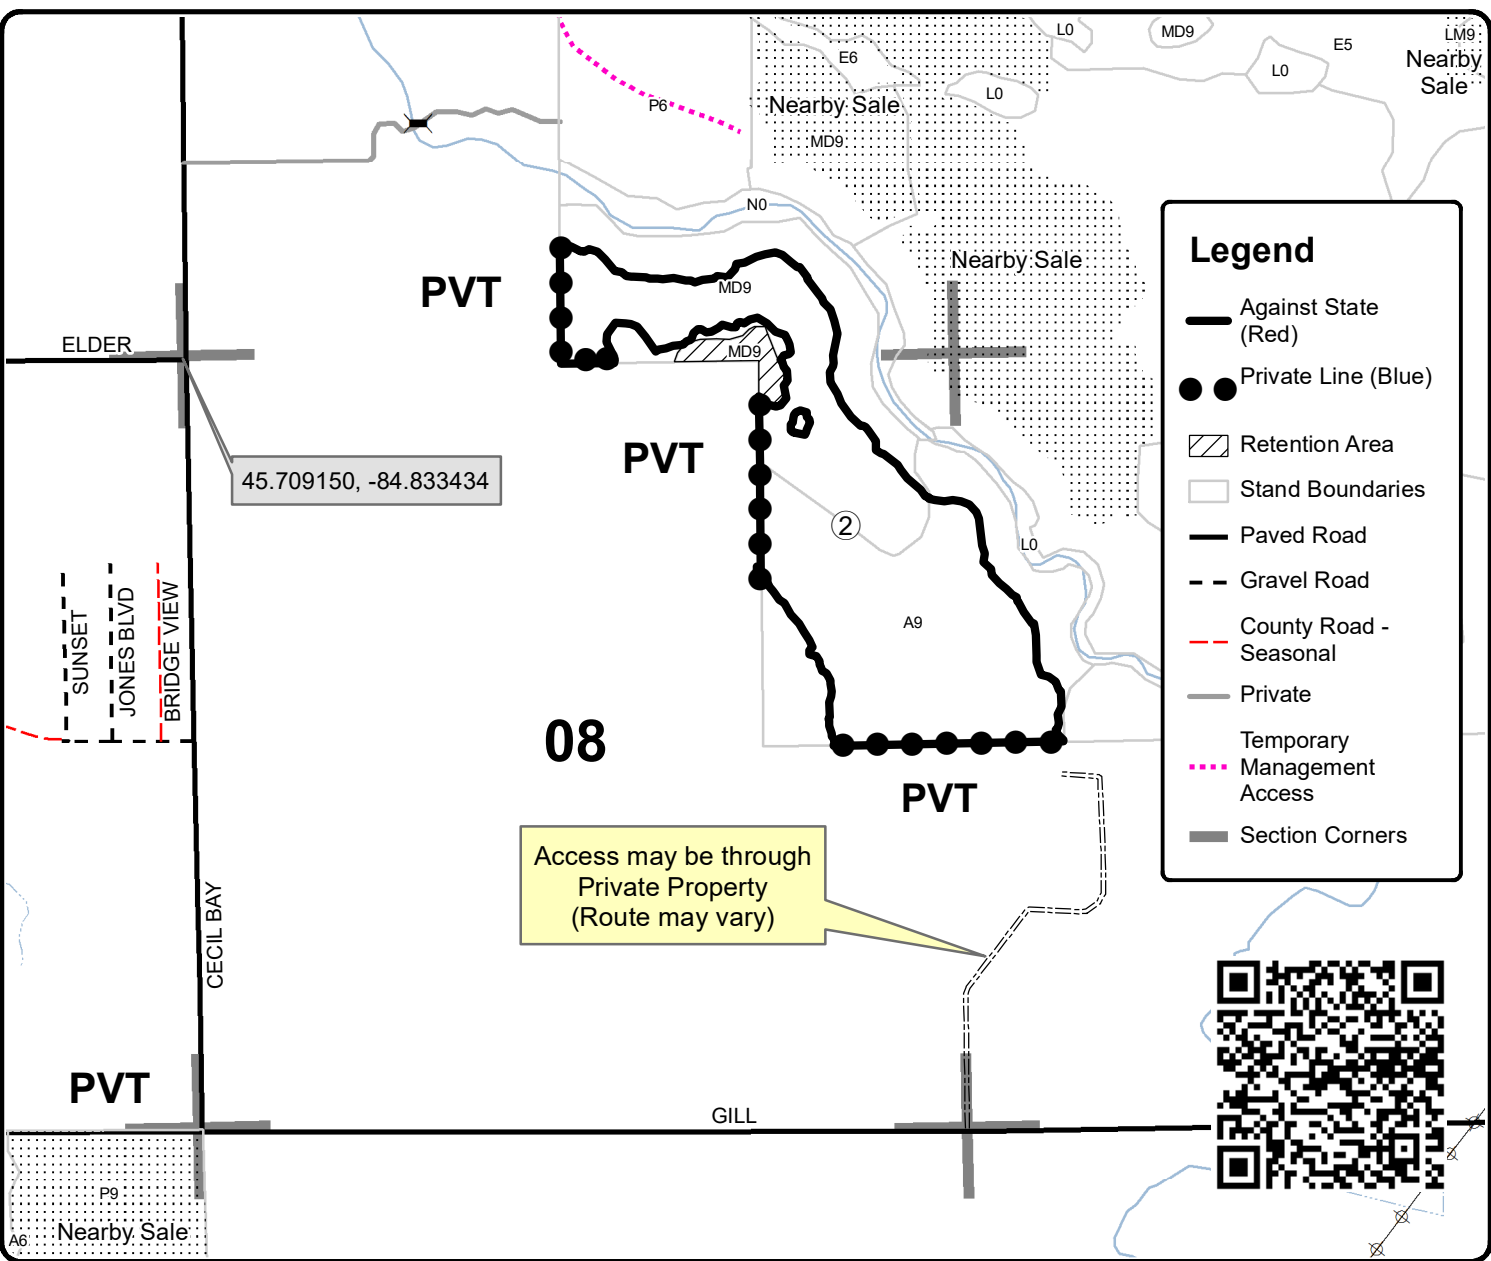 L0
MD9
E5
LM9
Nearby
Sale
E6
L0
L0
P6
Nearby Sale
MD9
N0
Nearby Sale
PVT
MD9
ELDER
MD9
PVT
45.709150, -84.833434
2
L0
A9
SUNSET
JONES BLVD
BRIDGE VIEW
08
PVT
Access may be through
Private Property
(Route may vary)
CECIL BAY
PVT
GILL
P9
Nearby Sale
A6
Legend
Against State
(Red)
Private Line (Blue)
Retention Area
Stand Boundaries
Paved Road
Gravel Road
County Road -
Seasonal
Private
Temporary
Management
Access
Section Corners